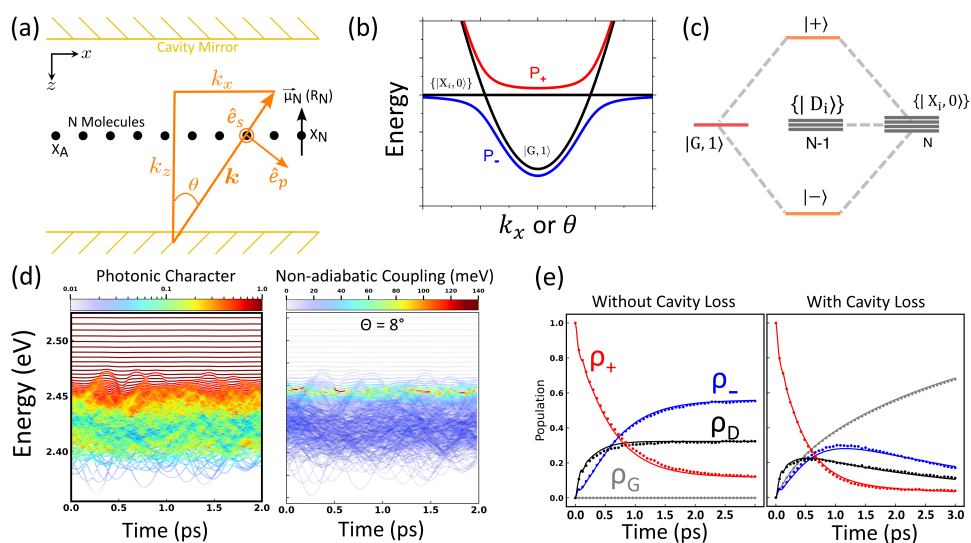 (a)
Cavity Mirror
x
z
k_x
μ⃗_N (R_N)
N Molecules
ê_s
X_A
X_N
k_z
θ
k
ê_p
(b)
Energy
P₊
{|X_i, 0⟩}
|G, 1⟩
P₋
k_x or θ
(c)
|+⟩
{| D_i⟩}
{| X_i, 0⟩}
|G, 1⟩
N-1
N
|−⟩
(d)
Photonic Character
Non-adiabatic Coupling (meV)
0.01 0.1 1.0
0 20 40 60 80 100 120 140
Θ = 8°
Energy (eV)
2.50
2.45
2.40
0.0 0.5 1.0 1.5 2.0
0.0 0.5 1.0 1.5 2.0
Time (ps)
Time (ps)
(e)
Without Cavity Loss
With Cavity Loss
Population
1.0
0.8
0.6
0.4
0.2
0.0
ρ₊
ρ₋
ρ_D
ρ_G
0.0 0.5 1.0 1.5 2.0 2.5 3.0
0.0 0.5 1.0 1.5 2.0 2.5 3.0
Time (ps)
Time (ps)